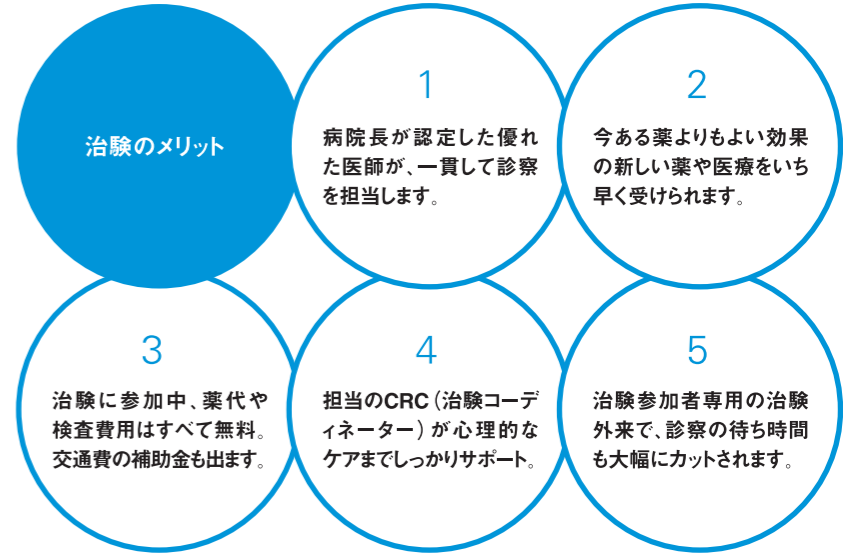 治験のメリット
1
病院長が認定した優れ
た医師が、一貫して診察
を担当します。
2
今ある薬よりもよい効果
の新しい薬や医療をいち
早く受けられます。
3
治験に参加中、薬代や
検査費用はすべて無料。
交通費の補助金も出ます。
4
担当のCRC(治験コーデ
ィネーター)が心理的な
ケアまでしっかりサポート。
5
治験参加者専用の治験
外来で、診察の待ち時間
も大幅にカットされます。